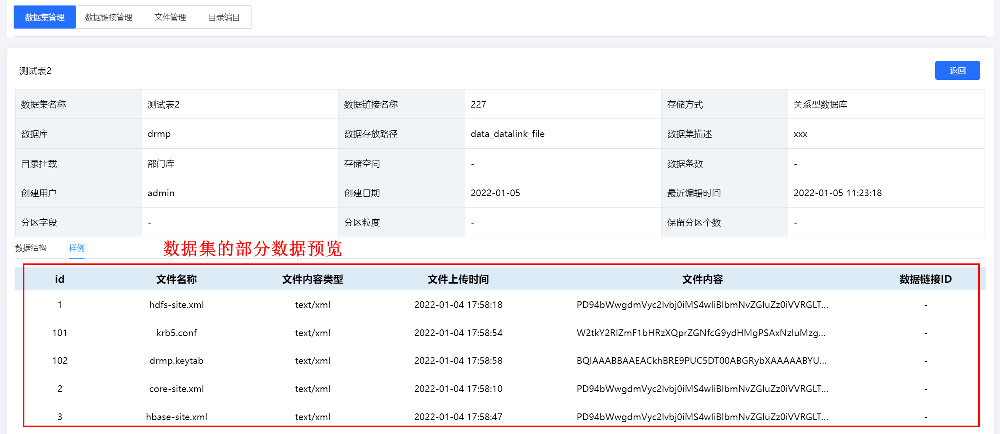 数据集管理 数据链接管理 文件管理 目录编目
测试表2 返回
数据集名称 测试表2 数据链接名称 227 存储方式 关系型数据库
数据库 drmp 数据存放路径 data_datalink_file 数据集描述 xxx
目录挂载 部门库 存储空间 - 数据条数 -
创建用户 admin 创建日期 2022-01-05 最近编辑时间 2022-01-05 11:23:18
分区字段 - 分区粒度 - 保留分区个数 -
数据结构 样例 数据集的部分数据预览
id 文件名称 文件内容类型 文件上传时间 文件内容 数据链接ID
1 hdfs-site.xml text/xml 2022-01-04 17:58:18 PD94bWwgdmVyc2lvbj0iMS4wIiBlbmNvZGluZz0iVVRGLT... -
101 krb5.conf text/xml 2022-01-04 17:58:54 W2tkY2RlZmF1bHRzXQprZGNfcG9ydHMgPSAxNzIuMzg... -
102 drmp.keytab text/xml 2022-01-04 17:58:58 BQIAAABBAAEACkhBRE9PUC5DT00ABGRybXAAAAABYU... -
2 core-site.xml text/xml 2022-01-04 17:58:10 PD94bWwgdmVyc2lvbj0iMS4wIiBlbmNvZGluZz0iVVRGLT... -
3 hbase-site.xml text/xml 2022-01-04 17:58:47 PD94bWwgdmVyc2lvbj0iMS4wIiBlbmNvZGluZz0iVVRGLT... -